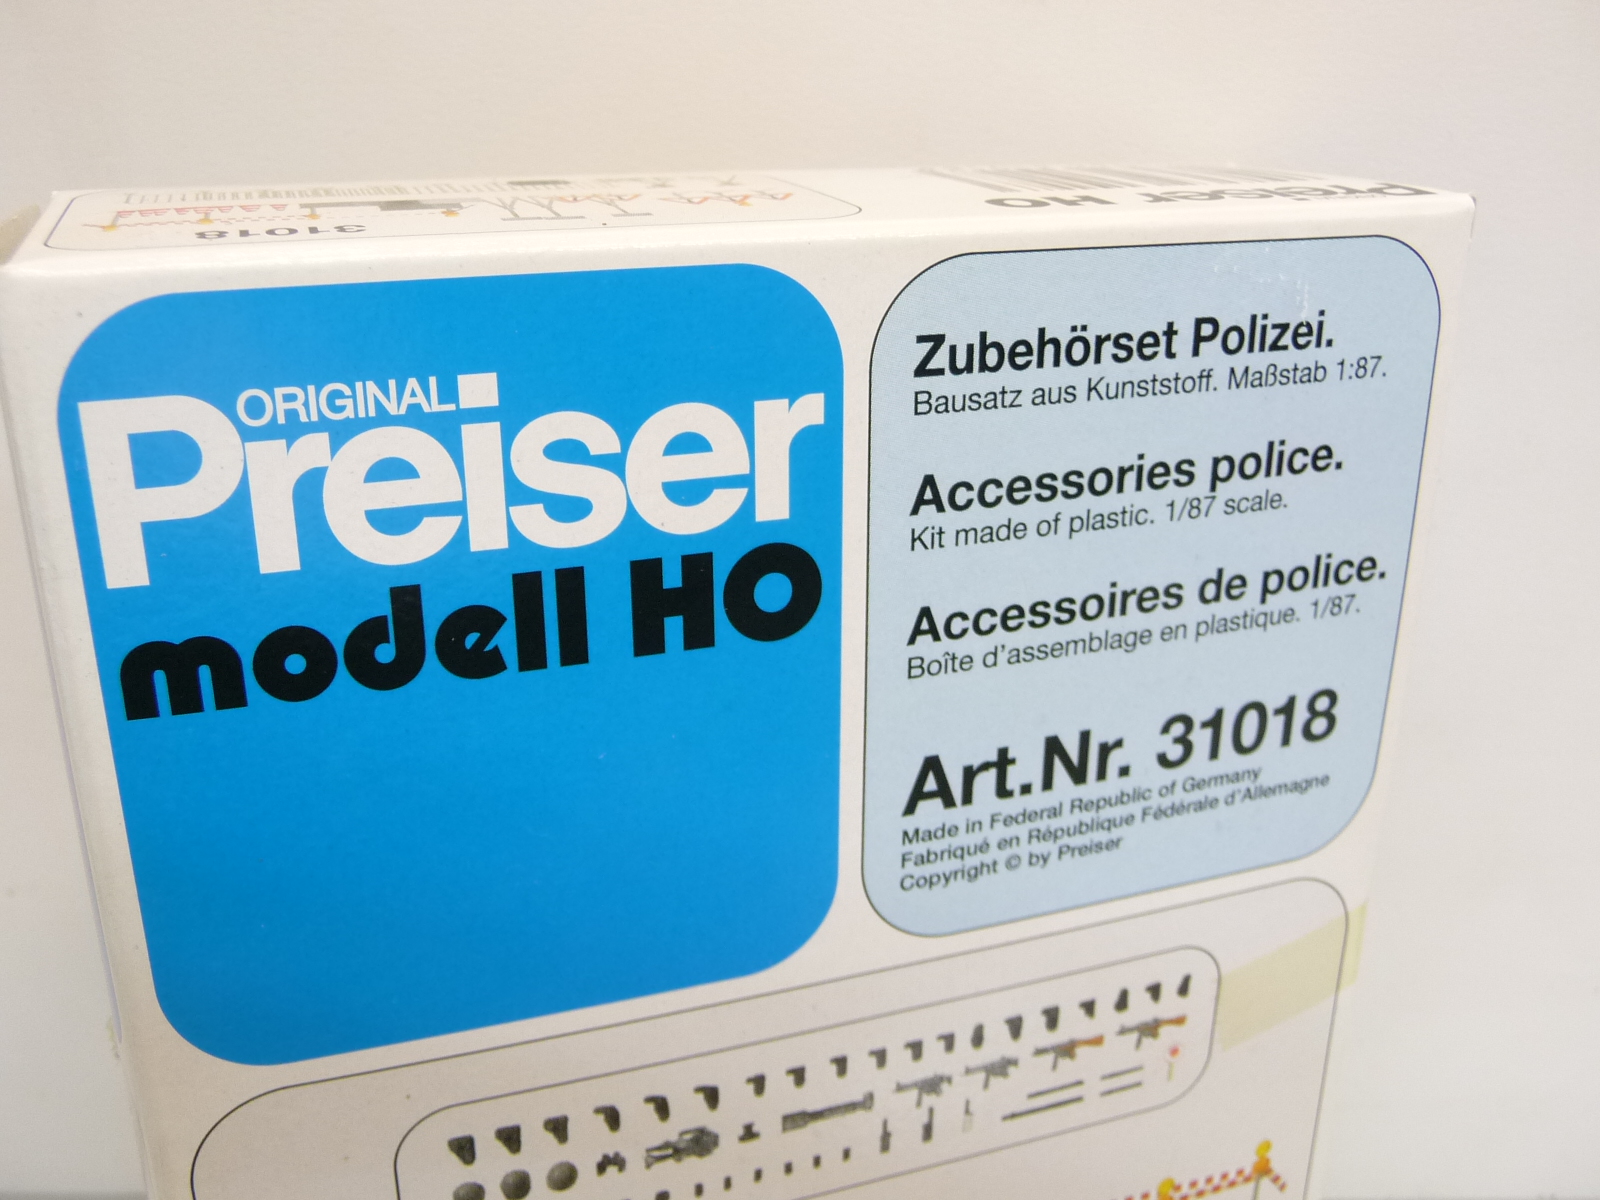 Preiser HO
31018
ORIGINAL
Preiser
modell HO
Zubehörset Polizei.
Bausatz aus Kunststoff. Maßstab 1:87.
Accessories police.
Kit made of plastic. 1/87 scale.
Accessoires de police.
Boîte d'assemblage en plastique. 1/87.
Art.Nr. 31018
Made in Federal Republic of Germany
Fabriqué en République Fédérale d'Allemagne
Copyright © by Preiser